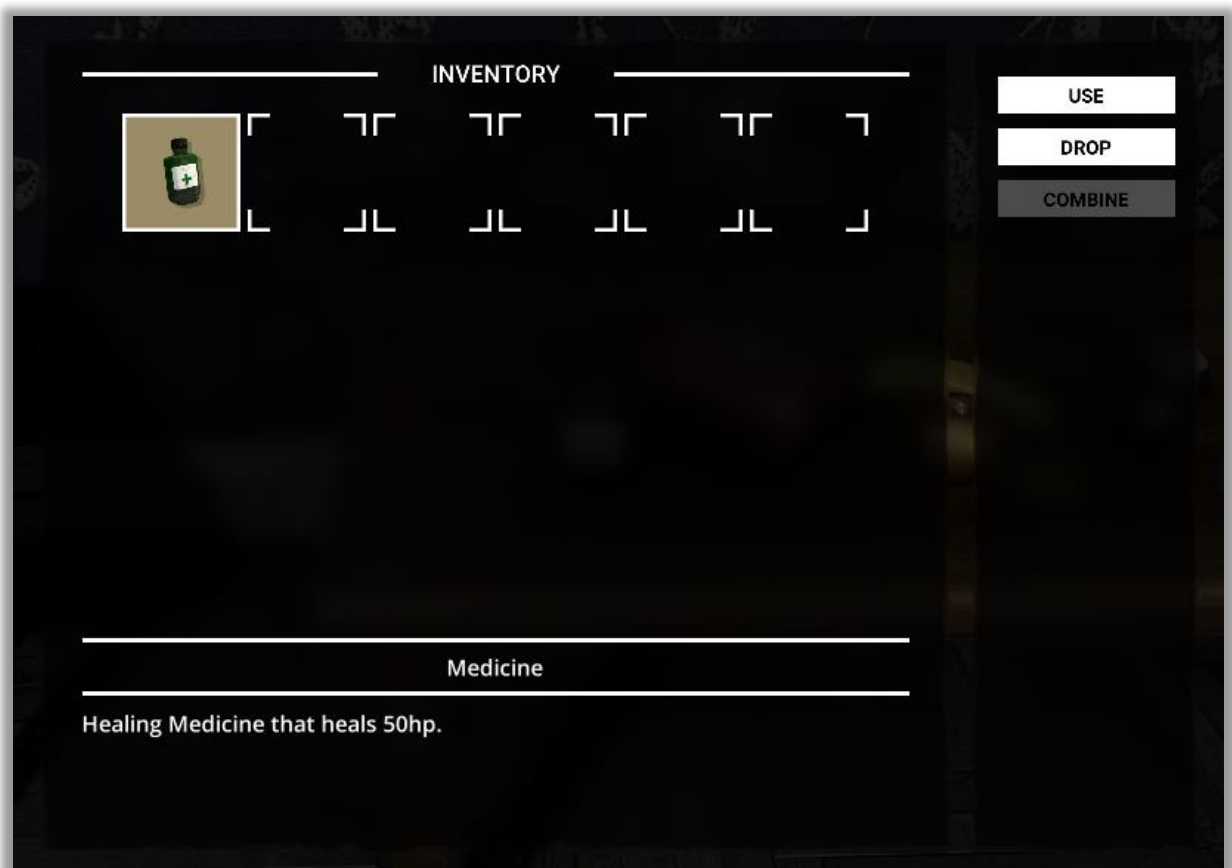 INVENTORY
USE
DROP
COMBINE
Medicine
Healing Medicine that heals 50hp.